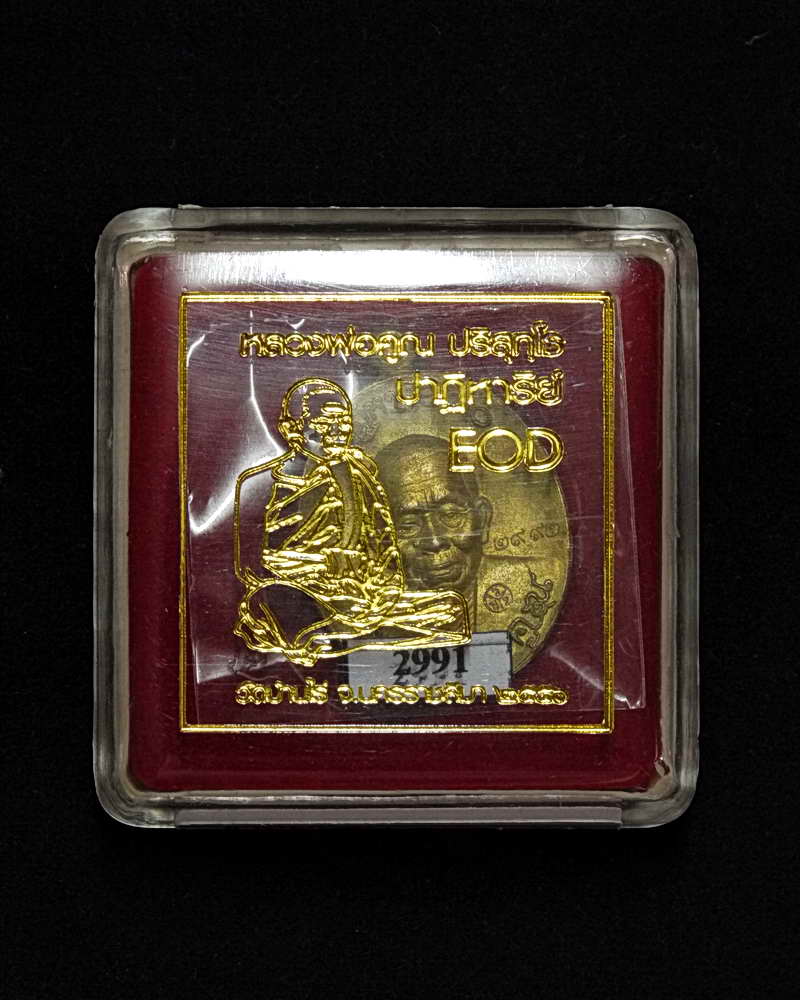 หลวงพ่อคูณ ปริสุทฺโธ
ปาฏิหาริย์
EOD
2991
วัดบ้านไร่ จ.นครราชสีมา ๒๕๕๖